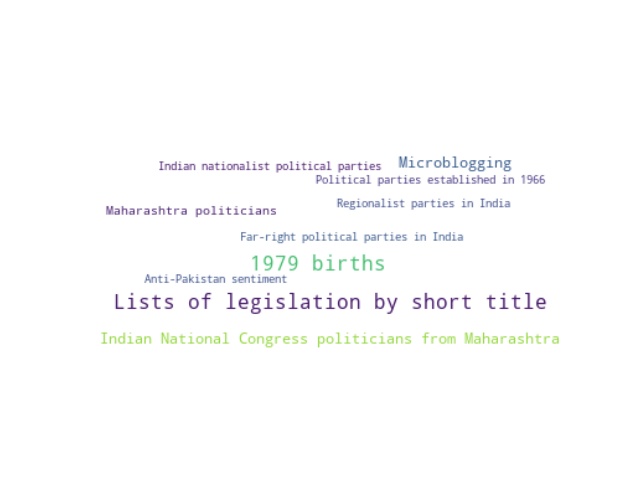 Indian nationalist political parties
Microblogging
Political parties established in 1966
Regionalist parties in India
Maharashtra politicians
Far-right political parties in India
1979 births
Anti-Pakistan sentiment
Lists of legislation by short title
Indian National Congress politicians from Maharashtra